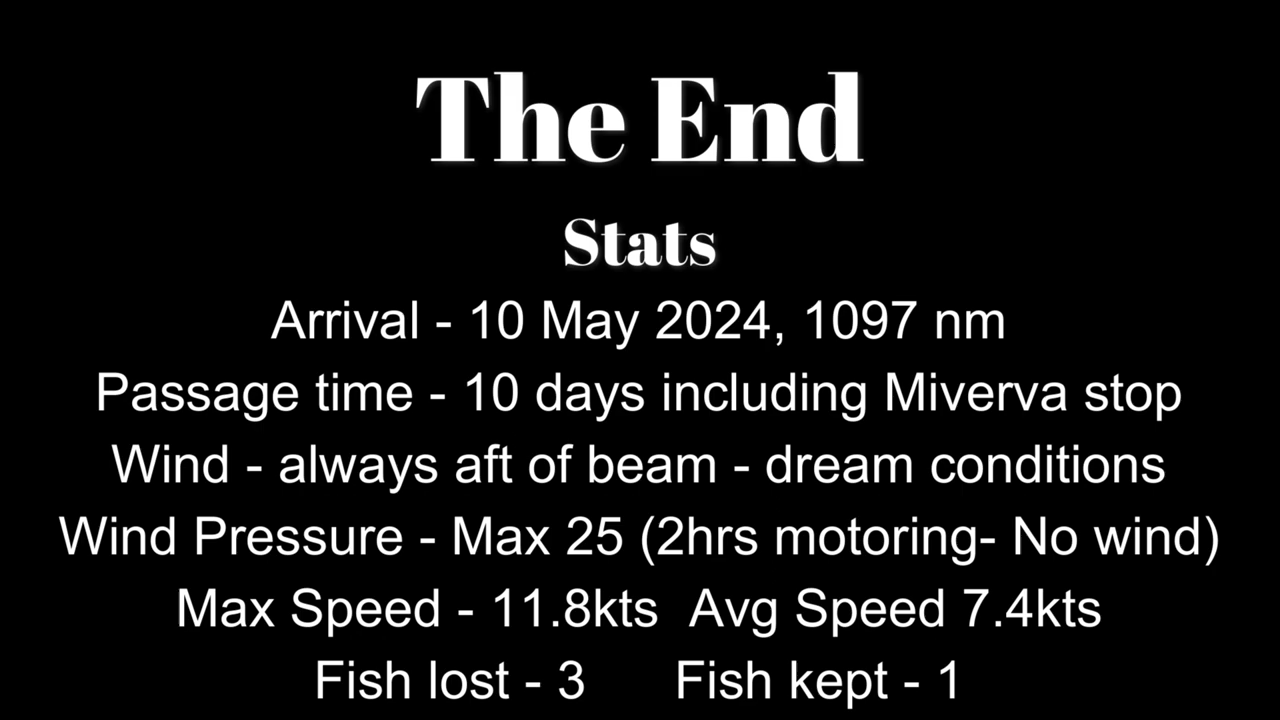 The End
Stats
Arrival - 10 May 2024, 1097 nm
Passage time - 10 days including Miverva stop
Wind - always aft of beam - dream conditions
Wind Pressure - Max 25 (2hrs motoring- No wind)
Max Speed - 11.8kts  Avg Speed 7.4kts
Fish lost - 3      Fish kept - 1